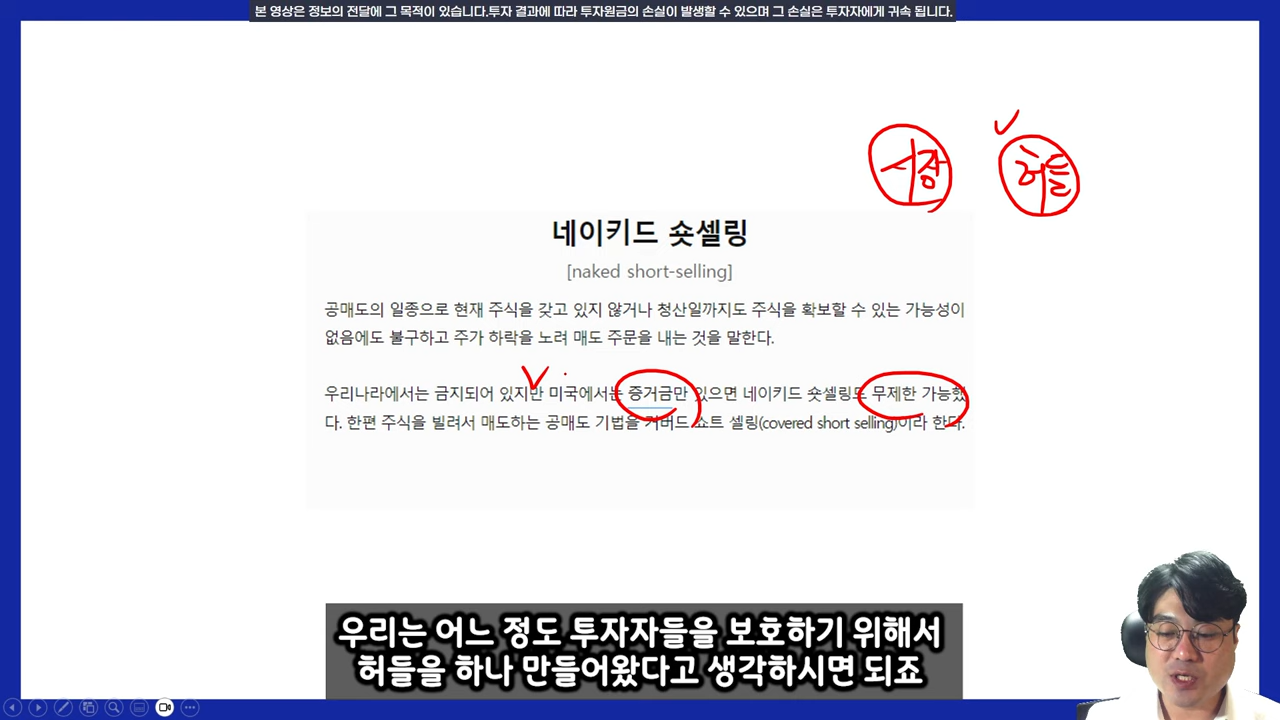 본 영상은 정보의 전달에 그 목적이 있습니다.투자 결과에 따라 투자원금의 손실이 발생할 수 있으며 그 손실은 투자자에게 귀속 됩니다.
시장 허들
네이키드 숏셀링
[naked short-selling]
공매도의 일종으로 현재 주식을 갖고 있지 않거나 청산일까지도 주식을 확보할 수 있는 가능성이
없음에도 불구하고 주가 하락을 노려 매도 주문을 내는 것을 말한다.
우리나라에서는 금지되어 있지만 미국에서는 증거금만 있으면 네이키드 숏셀링도 무제한 가능했
다. 한편 주식을 빌려서 매도하는 공매도 기법을 커버드 쇼트 셀링(covered short selling)이라 한다.
우리는 어느 정도 투자자들을 보호하기 위해서
허들을 하나 만들어왔다고 생각하시면 되죠